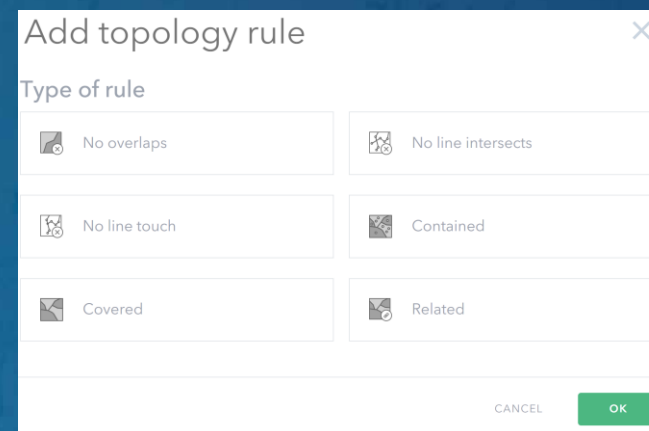 Add topology rule
Type of rule
No overlaps
No line intersects
No line touch
Contained
Covered
Related
CANCEL
OK